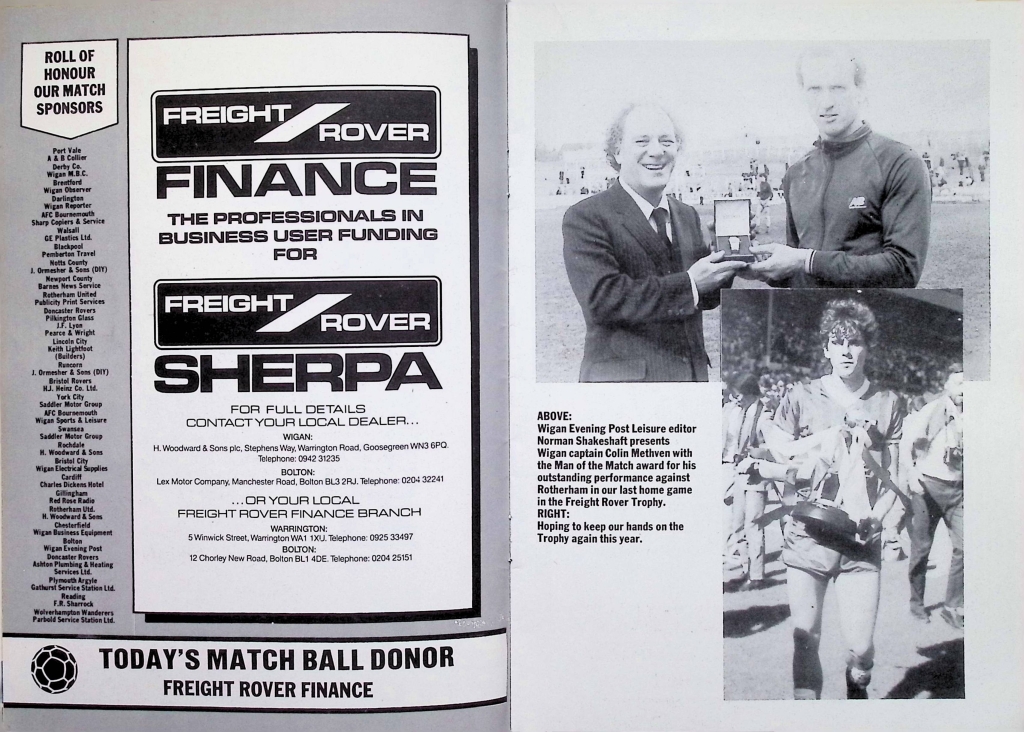 ROLL OF
HONOUR
OUR MATCH
SPONSORS
Port Vale
A & B Collier
Derby Co.
Wigan M.B.C.
Brentford
Wigan Observer
Darlington
Wigan Reporter
AFC Bournemouth
Sharp Copiers & Service
Walsall
GE Plastics Ltd.
Blackpool
Pemberton Travel
Notts County
J. Ormesher & Sons (DIY)
Newport County
Barnes News Service
Rotherham United
Publicity Print Services
Doncaster Rovers
Pilkington Glass
J.F. Lyon
Pearce & Wright
Lincoln City
Keith Lightfoot
(Builders)
Runcorn
J. Ormesher & Sons (DIY)
Bristol Rovers
H.J. Heinz Co. Ltd.
York City
Saddler Motor Group
AFC Bournemouth
Wigan Sports & Leisure
Swansea
Saddler Motor Group
Rochdale
H. Woodward & Sons
Bristol City
Wigan Electrical Supplies
Cardiff
Charles Dickens Hotel
Gillingham
Red Rose Radio
Rotherham Utd.
H. Woodward & Sons
Chesterfield
Wigan Business Equipment
Bolton
Wigan Evening Post
Doncaster Rovers
Ashton Plumbing & Heating
Services Ltd.
Plymouth Argyle
Gathurst Service Station Ltd.
Reading
F.R. Sharrock
Wolverhampton Wanderers
Parbold Service Station Ltd.
FREIGHT
ROVER
FINANCE
THE PROFESSIONALS IN
BUSINESS USER FUNDING
FOR
FREIGHT
ROVER
SHERPA
FOR FULL DETAILS
CONTACT YOUR LOCAL DEALER...
WIGAN:
H. Woodward & Sons plc, Stephens Way, Warrington Road, Goosegreen WN3 6PQ.
Telephone: 0942 31235
BOLTON:
Lex Motor Company, Manchester Road, Bolton BL3 2RJ. Telephone: 0204 32241
...OR YOUR LOCAL
FREIGHT ROVER FINANCE BRANCH
WARRINGTON:
5 Winwick Street, Warrington WA1 1XU. Telephone: 0925 33497
BOLTON:
12 Chorley New Road, Bolton BL1 4DE. Telephone: 0204 25151
TODAY'S MATCH BALL DONOR
FREIGHT ROVER FINANCE
ABOVE:
Wigan Evening Post Leisure editor
Norman Shakeshaft presents
Wigan captain Colin Methven with
the Man of the Match award for his
outstanding performance against
Rotherham in our last home game
in the Freight Rover Trophy.
RIGHT:
Hoping to keep our hands on the
Trophy again this year.